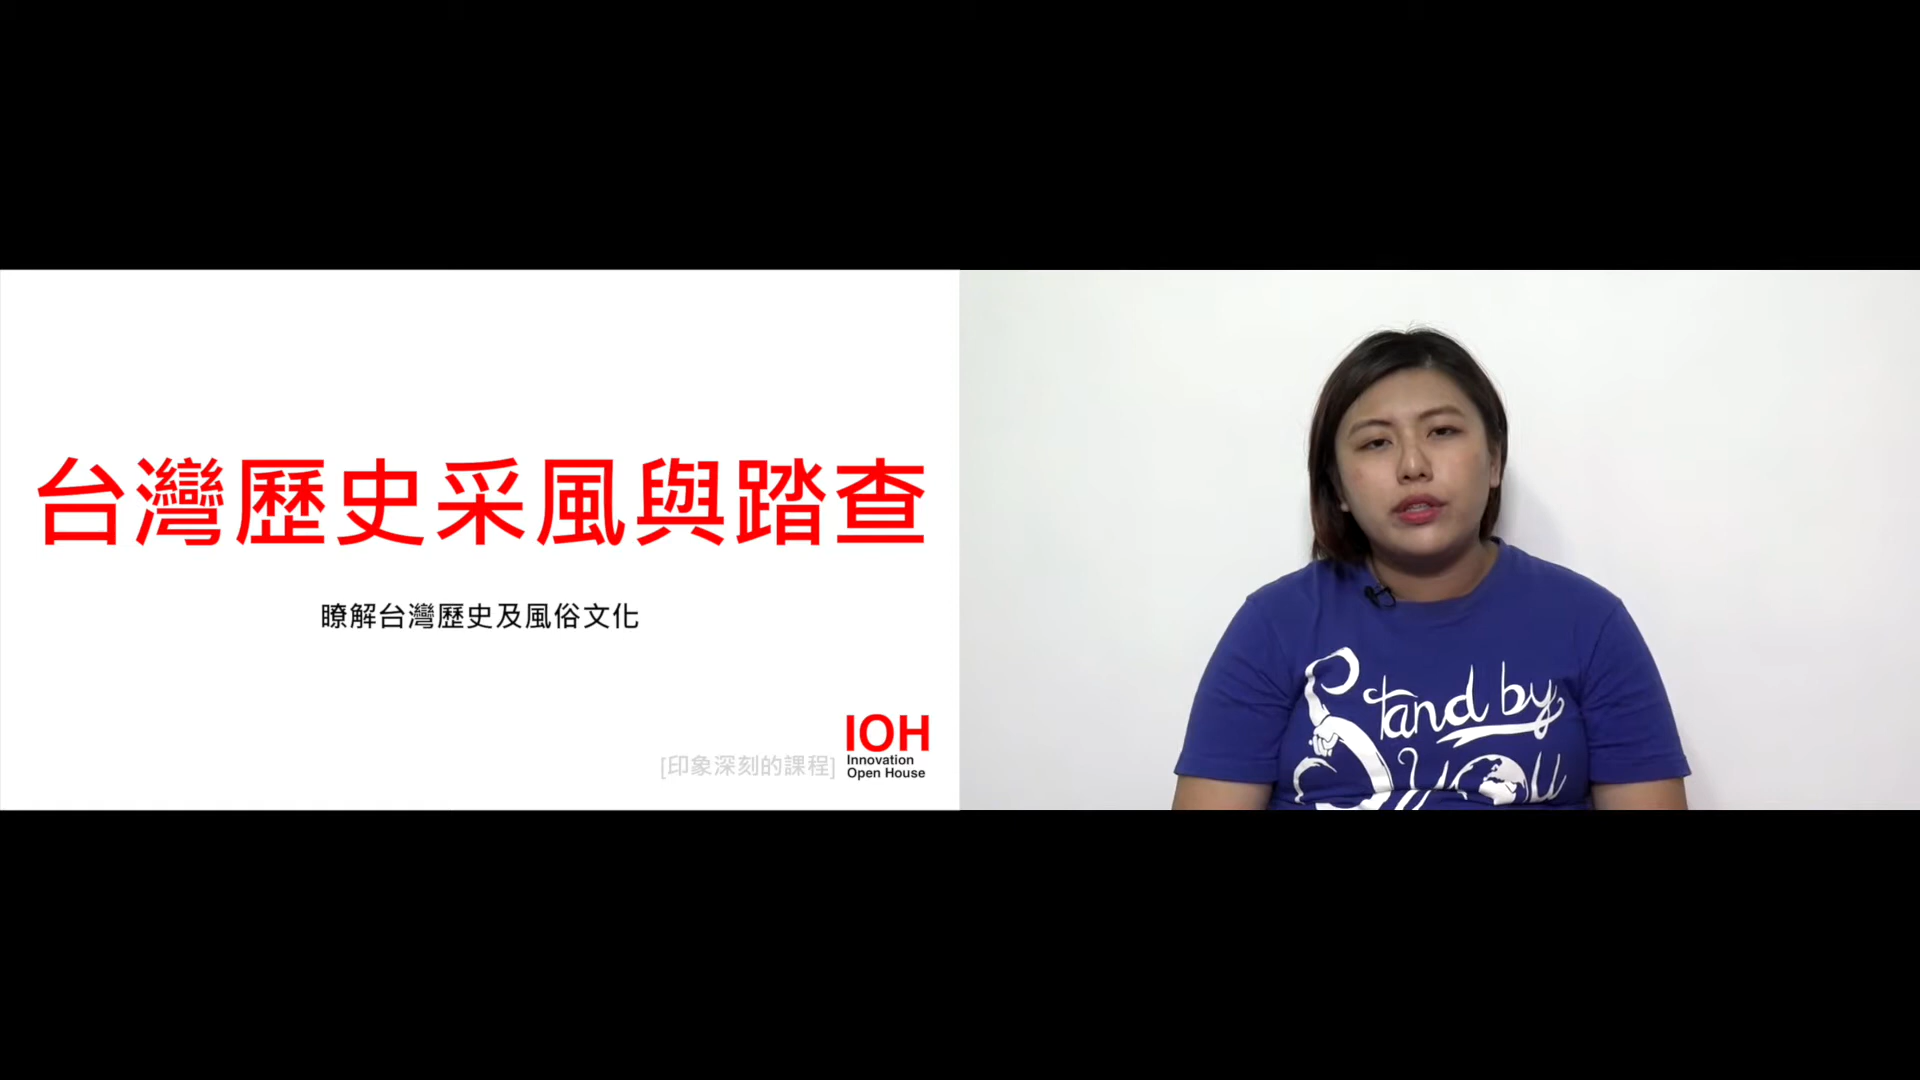 台灣歷史采風與踏查
瞭解台灣歷史及風俗文化
[印象深刻的課程]
IOH
Innovation
Open House
Stand by
You